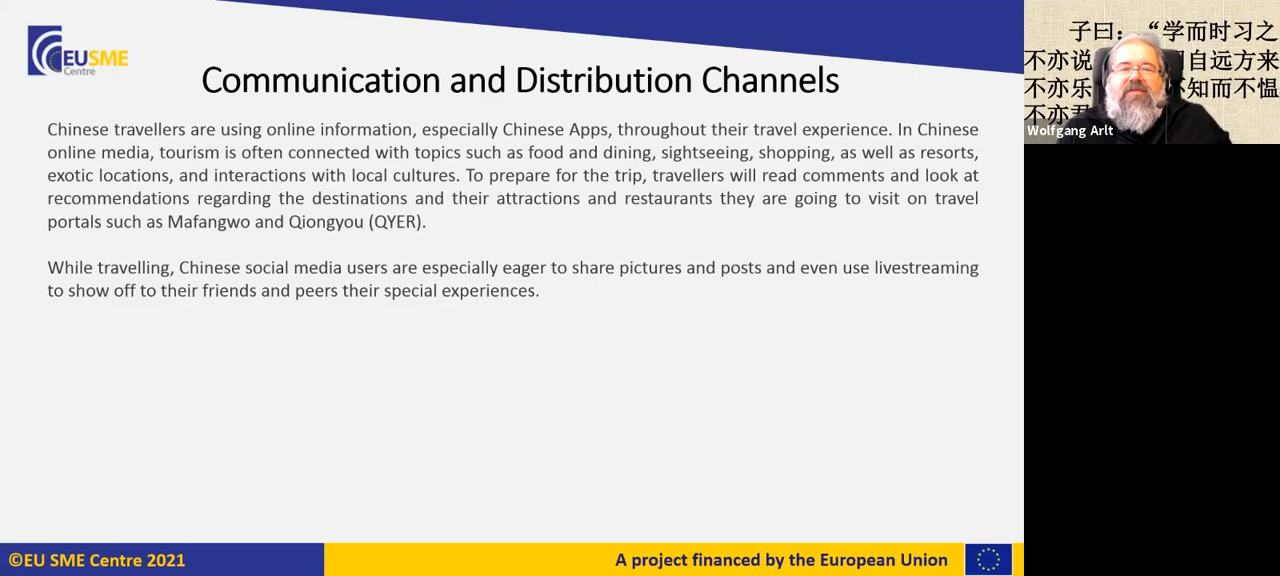 EUSME
Centre
Communication and Distribution Channels
Chinese travellers are using online information, especially Chinese Apps, throughout their travel experience. In Chinese
online media, tourism is often connected with topics such as food and dining, sightseeing, shopping, as well as resorts,
exotic locations, and interactions with local cultures. To prepare for the trip, travellers will read comments and look at
recommendations regarding the destinations and their attractions and restaurants they are going to visit on travel
portals such as Mafangwo and Qiongyou (QYER).
While travelling, Chinese social media users are especially eager to share pictures and posts and even use livestreaming
to show off to their friends and peers their special experiences.
©EU SME Centre 2021
A project financed by the European Union
子曰：“学而时习之
不亦说 自远方来
不亦乐 知而不愠
不亦
Wolfgang Arlt